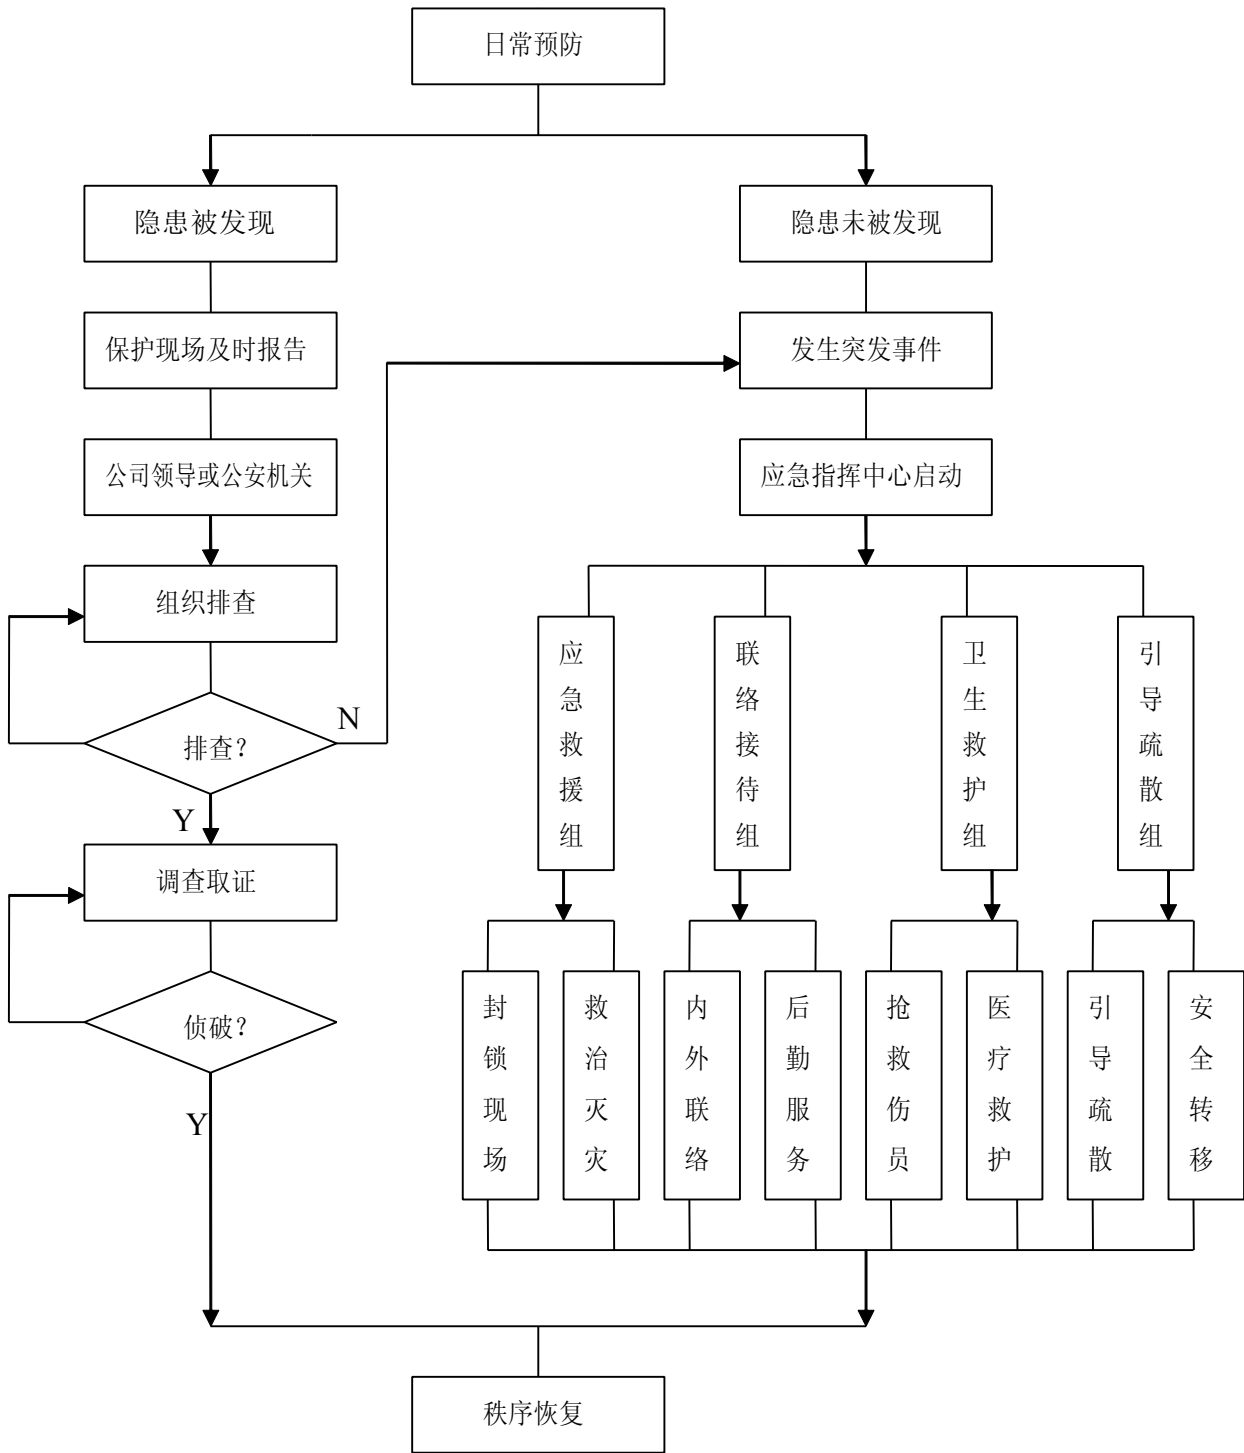 日常预防
隐患被发现
隐患未被发现
保护现场及时报告
发生突发事件
公司领导或公安机关
应急指挥中心启动
组织排查
应急救援组
联络接待组
卫生救护组
引导疏散组
N
排查？
Y
调查取证
侦破？
Y
封锁现场
救治灭灾
内外联络
后勤服务
抢救伤员
医疗救护
引导疏散
安全转移
秩序恢复